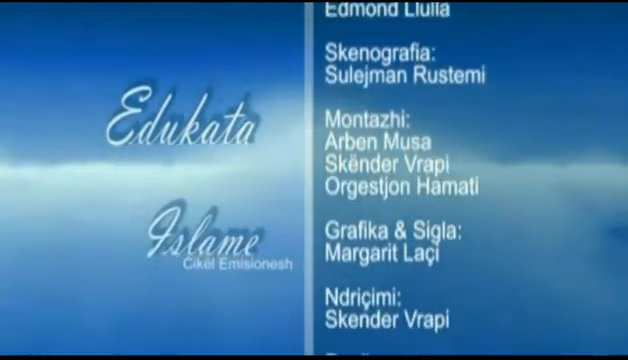 Edukata
Islame
Cikël Emisionesh
Edmond Llulla
Skenografia:
Sulejman Rustemi
Montazhi:
Arben Musa
Skënder Vrapi
Orgestjon Hamati
Grafika & Sigla:
Margarit Laçi
Ndriçimi:
Skender Vrapi